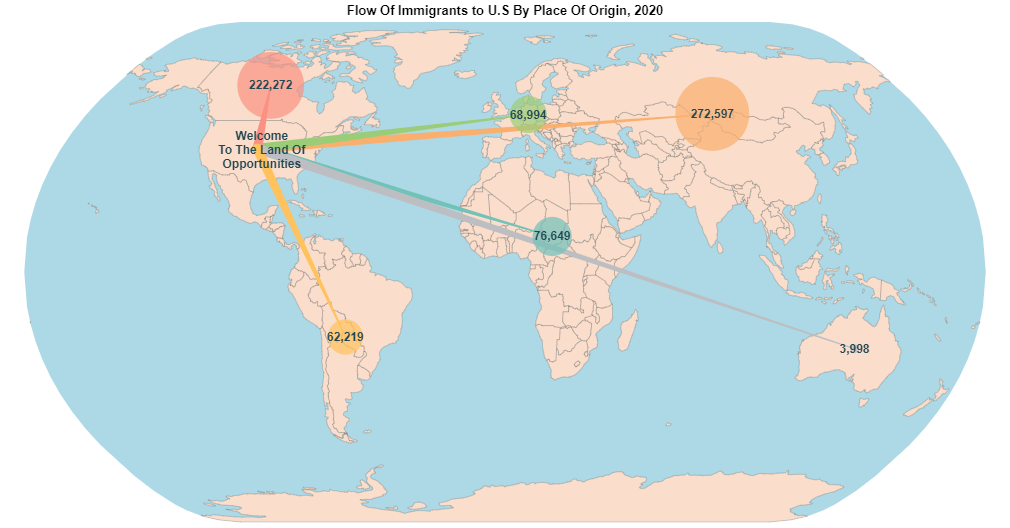 Flow Of Immigrants to U.S By Place Of Origin, 2020
222,272
68,994
272,597
Welcome
To The Land Of
Opportunities
76,649
62,219
3,998